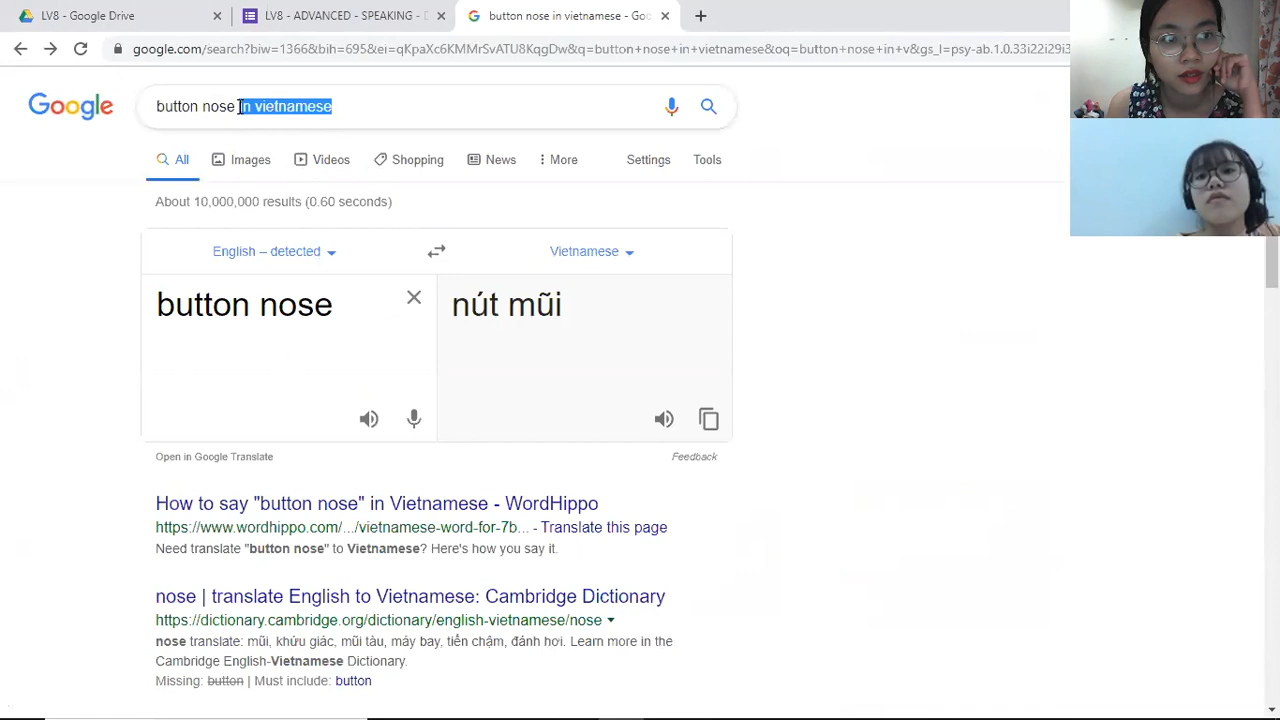 LV8 - Google Drive
LV8 - ADVANCED - SPEAKING -
button nose in vietnamese - Goo
google.com/search?biw=1366&bih=695&ei=qKpaXc6KMMrSvATU8KqgDw&q=button+nose+in+vietnamese&oq=button+nose+in+v&gs_l=psy-ab.1.0.33i22i29i3
Google
button nose in vietnamese
All
Images
Videos
Shopping
News
More
Settings
Tools
About 10,000,000 results (0.60 seconds)
English – detected
Vietnamese
button nose
nút mũi
Open in Google Translate
Feedback
How to say "button nose" in Vietnamese - WordHippo
https://www.wordhippo.com/.../vietnamese-word-for-7b... - Translate this page
Need translate "button nose" to Vietnamese? Here's how you say it.
nose | translate English to Vietnamese: Cambridge Dictionary
https://dictionary.cambridge.org/dictionary/english-vietnamese/nose
nose translate: mũi, khứu giác, mũi tàu, máy bay, tiến chậm, đánh hơi. Learn more in the
Cambridge English-Vietnamese Dictionary.
Missing: button | Must include: button